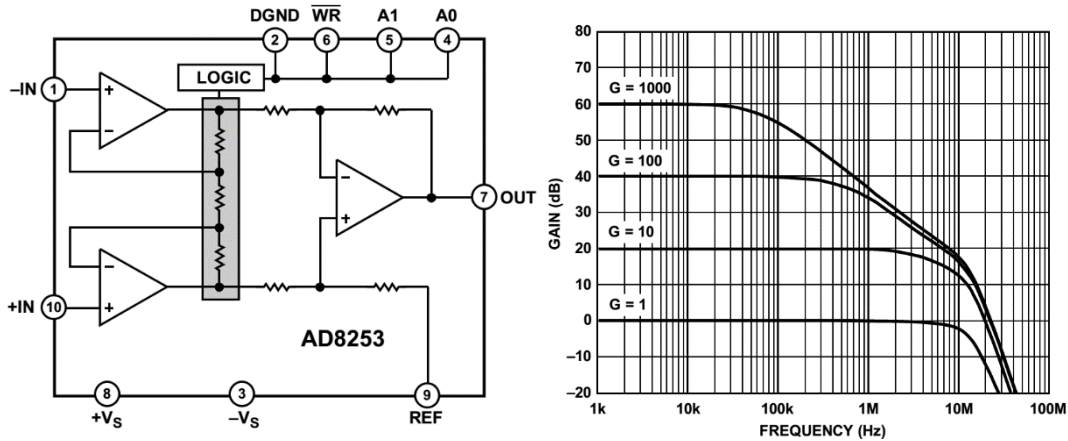 DGND WR A1 A0
2 6 5 4
LOGIC
–IN 1
+
–
–
+
7 OUT
–
+
+IN 10
AD8253
8 3 9
+VS –VS REF
80
70
60
50
40
30
20
10
0
–10
–20
GAIN (dB)
G = 1000
G = 100
G = 10
G = 1
1k 10k 100k 1M 10M 100M
FREQUENCY (Hz)